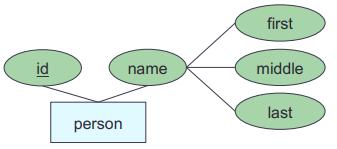 first
id
name
middle
last
person